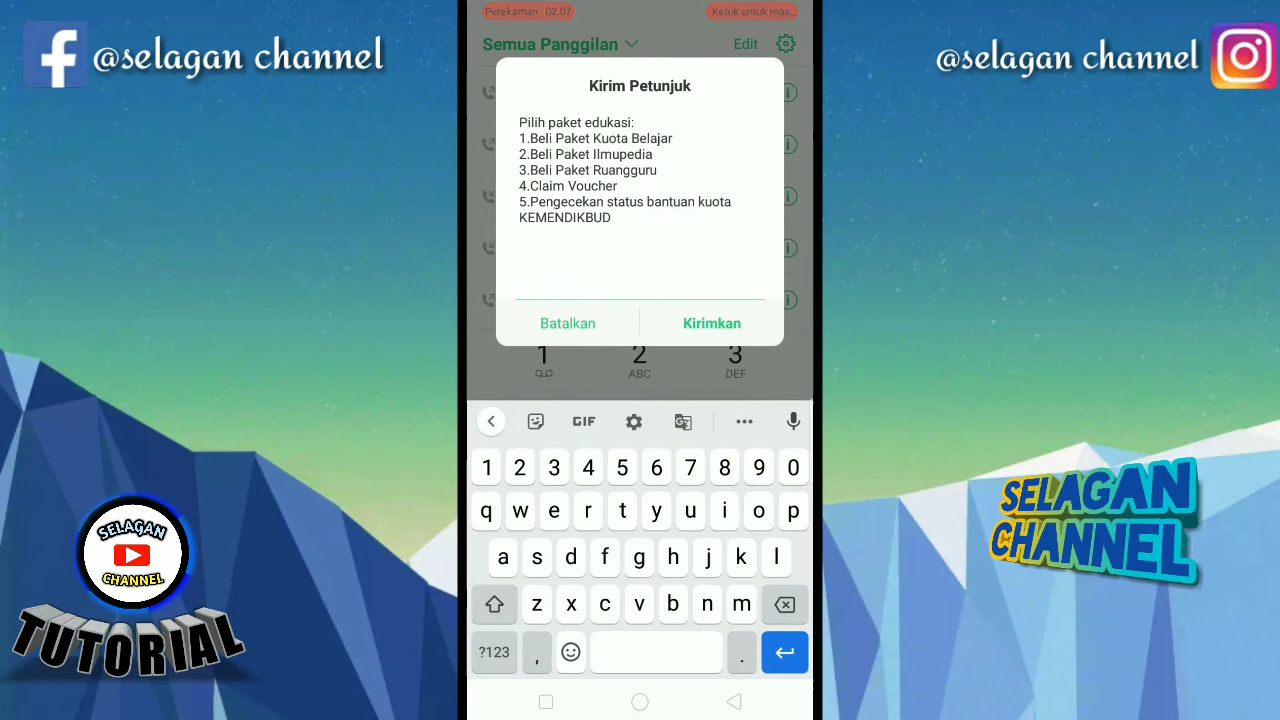 @selagan channel
@selagan channel
Perekaman - 02.07
Ketuk untuk mas..
Semua Panggilan
Edit
Kirim Petunjuk
Pilih paket edukasi:
1.Beli Paket Kuota Belajar
2.Beli Paket Ilmupedia
3.Beli Paket Ruangguru
4.Claim Voucher
5.Pengecekan status bantuan kuota
KEMENDIKBUD
Batalkan
Kirimkan
1
2
ABC
3
DEF
GIF
1 2 3 4 5 6 7 8 9 0
q w e r t y u i o p
a s d f g h j k l
z x c v b n m
?123 , .
SELAGAN
CHANNEL
TUTORIAL
SELAGAN
CHANNEL